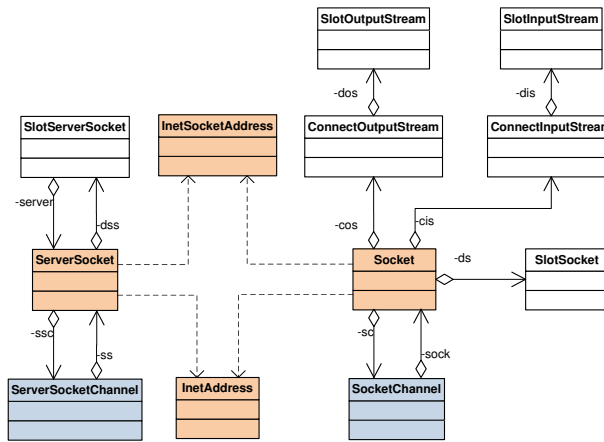 SlotOutputStream
SlotInputStream
-dos
-dis
SlotServerSocket
InetSocketAddress
ConnectOutputStream
ConnectInputStream
-server
-dss
-cos
-cis
ServerSocket
Socket
-ds
SlotSocket
-ssc
-ss
-sc
-sock
ServerSocketChannel
InetAddress
SocketChannel